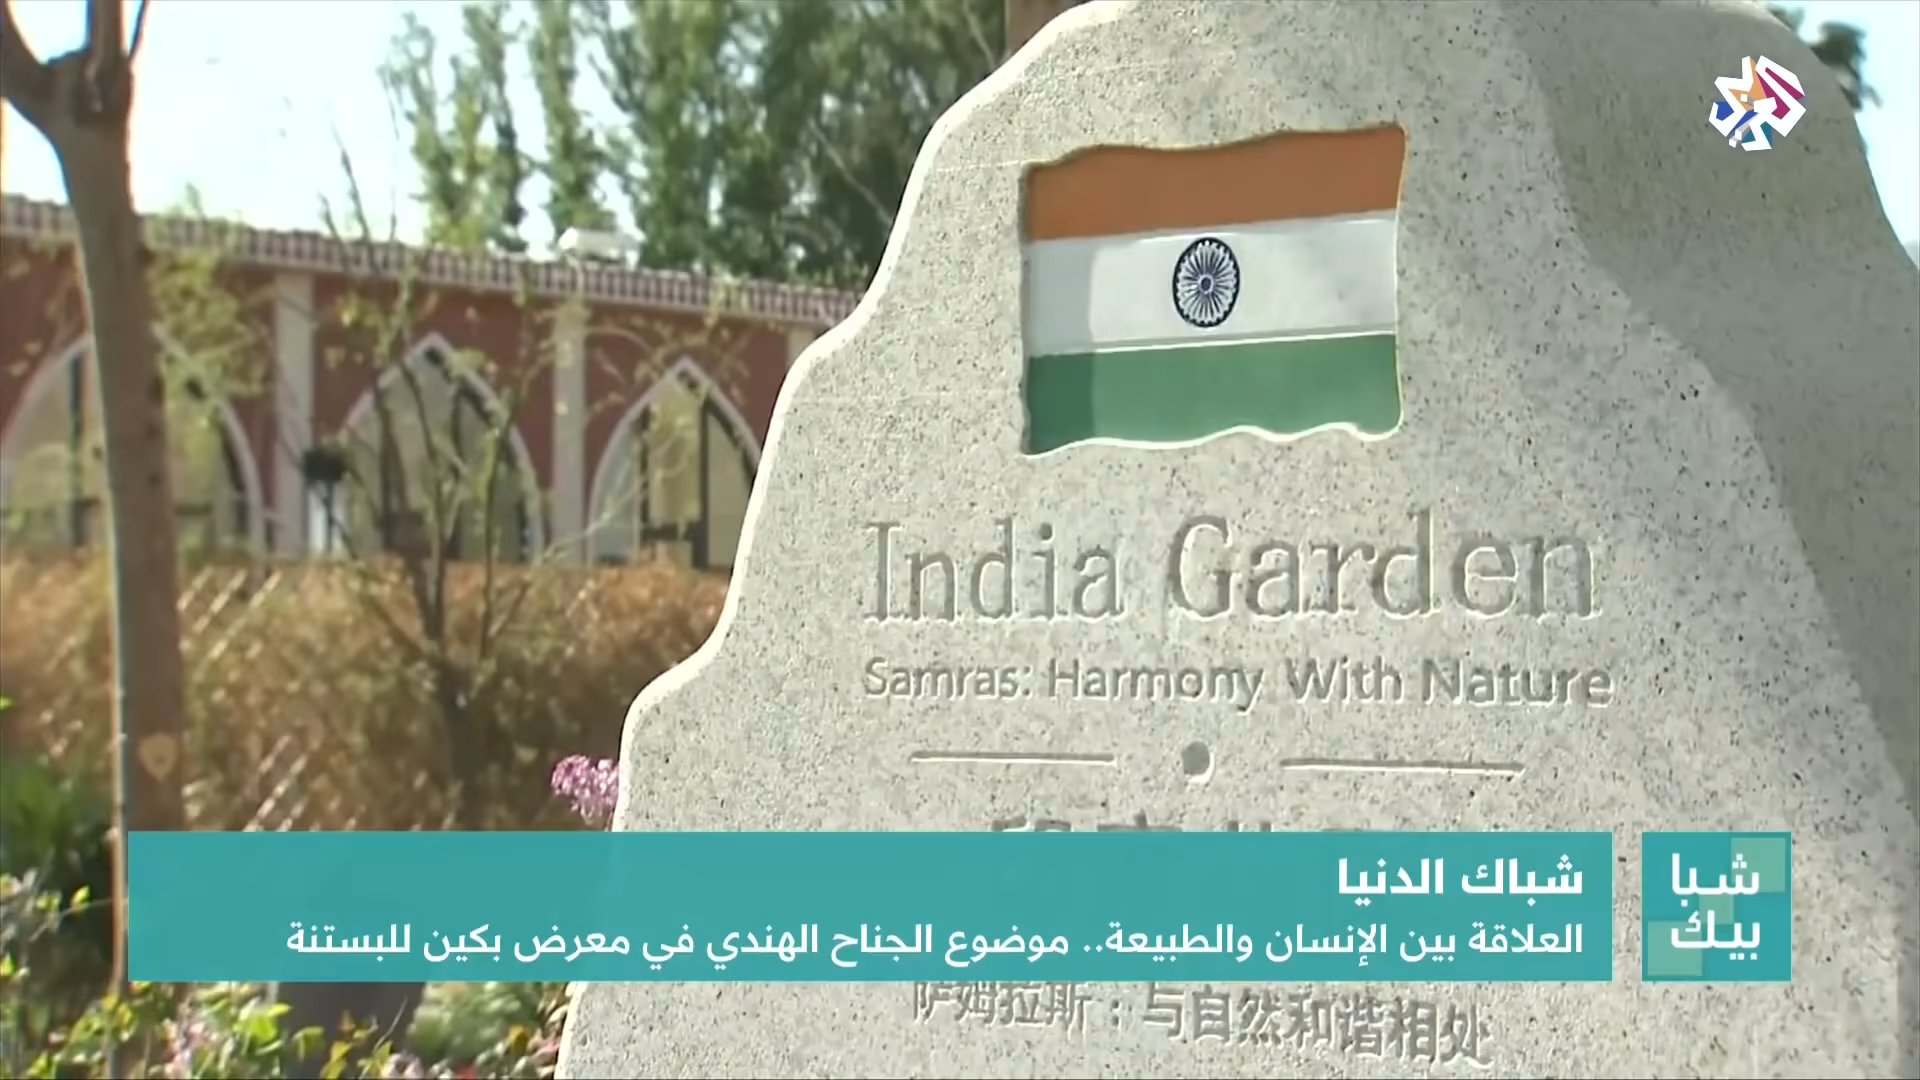 India Garden
Samras: Harmony With Nature
شباك الدنيا
العلاقة بين الإنسان والطبيعة.. موضوع الجناح الهندي في معرض بكين للبستنة
شبا
بيك
萨姆拉斯：与自然和谐相处